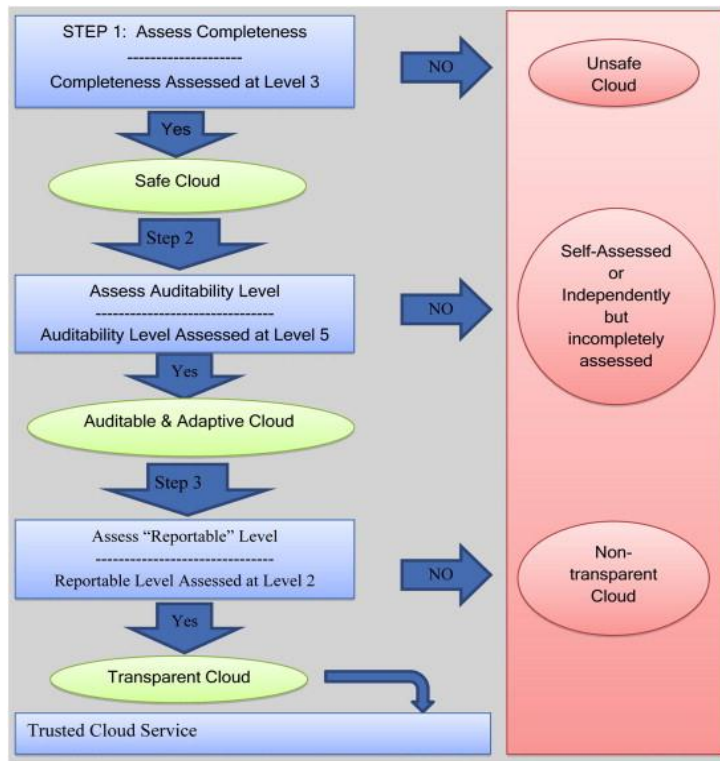 STEP 1: Assess Completeness
--------------------
Completeness Assessed at Level 3
NO
Unsafe
Cloud
Yes
Safe Cloud
Step 2
Assess Auditability Level
-------------------------------
Auditability Level Assessed at Level 5
NO
Self-Assessed
or
Independently
but
incompletely
assessed
Yes
Auditable & Adaptive Cloud
Step 3
Assess “Reportable” Level
-------------------------------
Reportable Level Assessed at Level 2
NO
Non-
transparent
Cloud
Yes
Transparent Cloud
Trusted Cloud Service